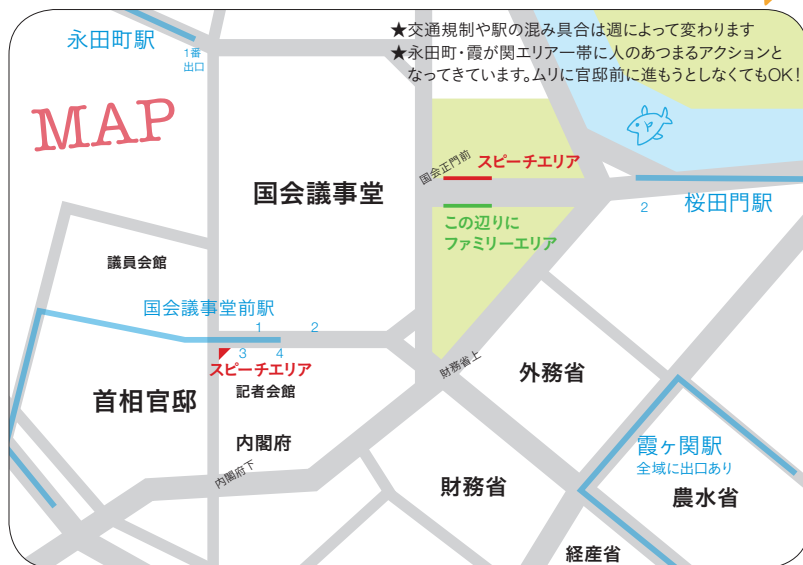 ★交通規制や駅の混み具合は週によって変わります
★永田町・霞が関エリア一帯に人のあつまるアクションと
なってきています。ムリに官邸前に進もうとしなくてもOK!
永田町駅
1番
出口
MAP
国会正門前
スピーチエリア
国会議事堂
2
桜田門駅
この辺りに
ファミリーエリア
議員会館
国会議事堂前駅
1
2
3
4
スピーチエリア
財務省上
外務省
首相官邸
記者会館
内閣府
霞ヶ関駅
全域に出口あり
内閣府下
財務省
農水省
経産省